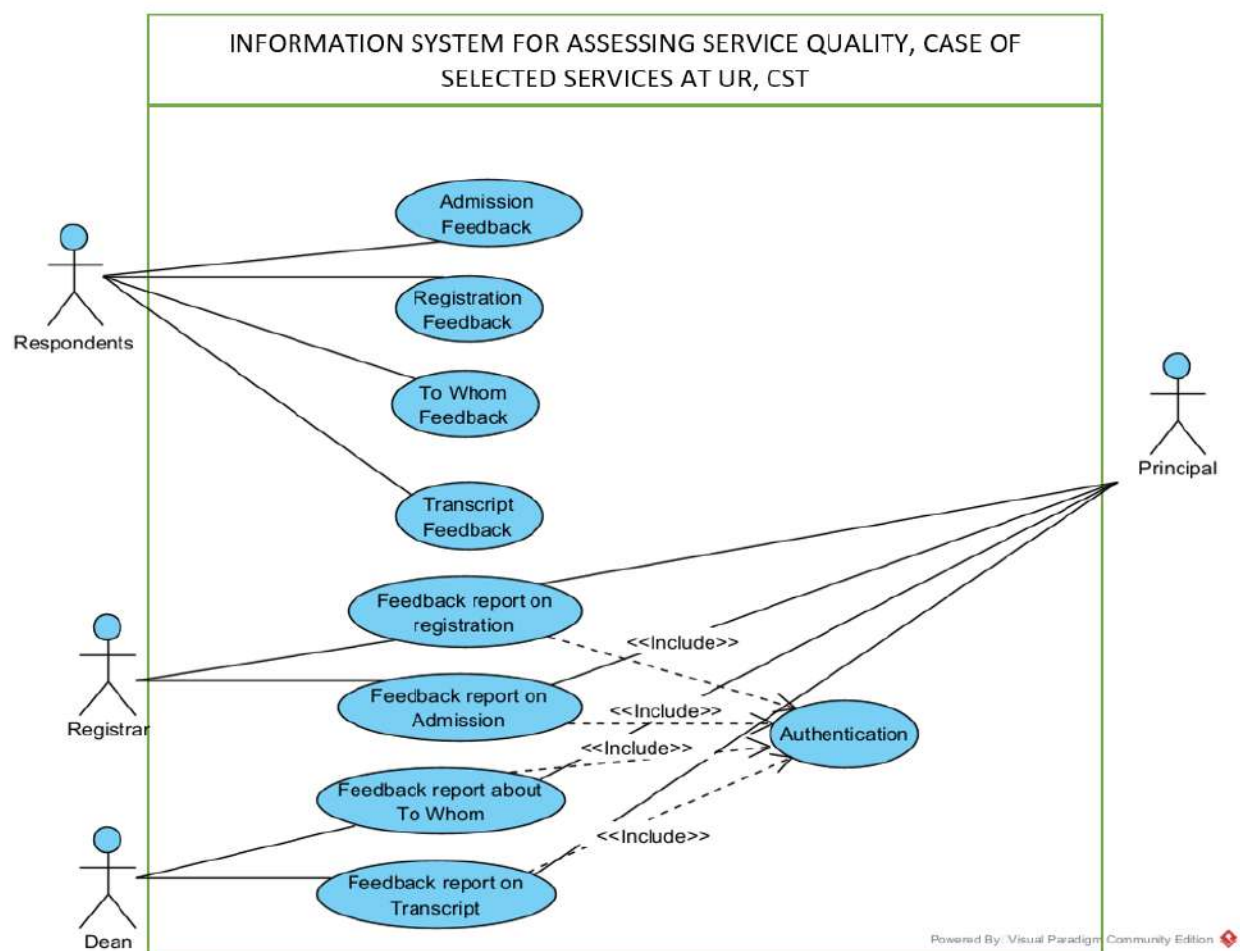 INFORMATION SYSTEM FOR ASSESSING SERVICE QUALITY, CASE OF
SELECTED SERVICES AT UR, CST
Admission
Feedback
Respondents
Registration
Feedback
To Whom
Feedback
Principal
Transcript
Feedback
Feedback report on
registration
<<Include>>
Registrar
Feedback report on
Admission
<<Include>>
Authentication
<<Include>>
Feedback report about
To Whom
<<Include>>
Feedback report on
Transcript
Dean
Powered By: Visual Paradigm Community Edition